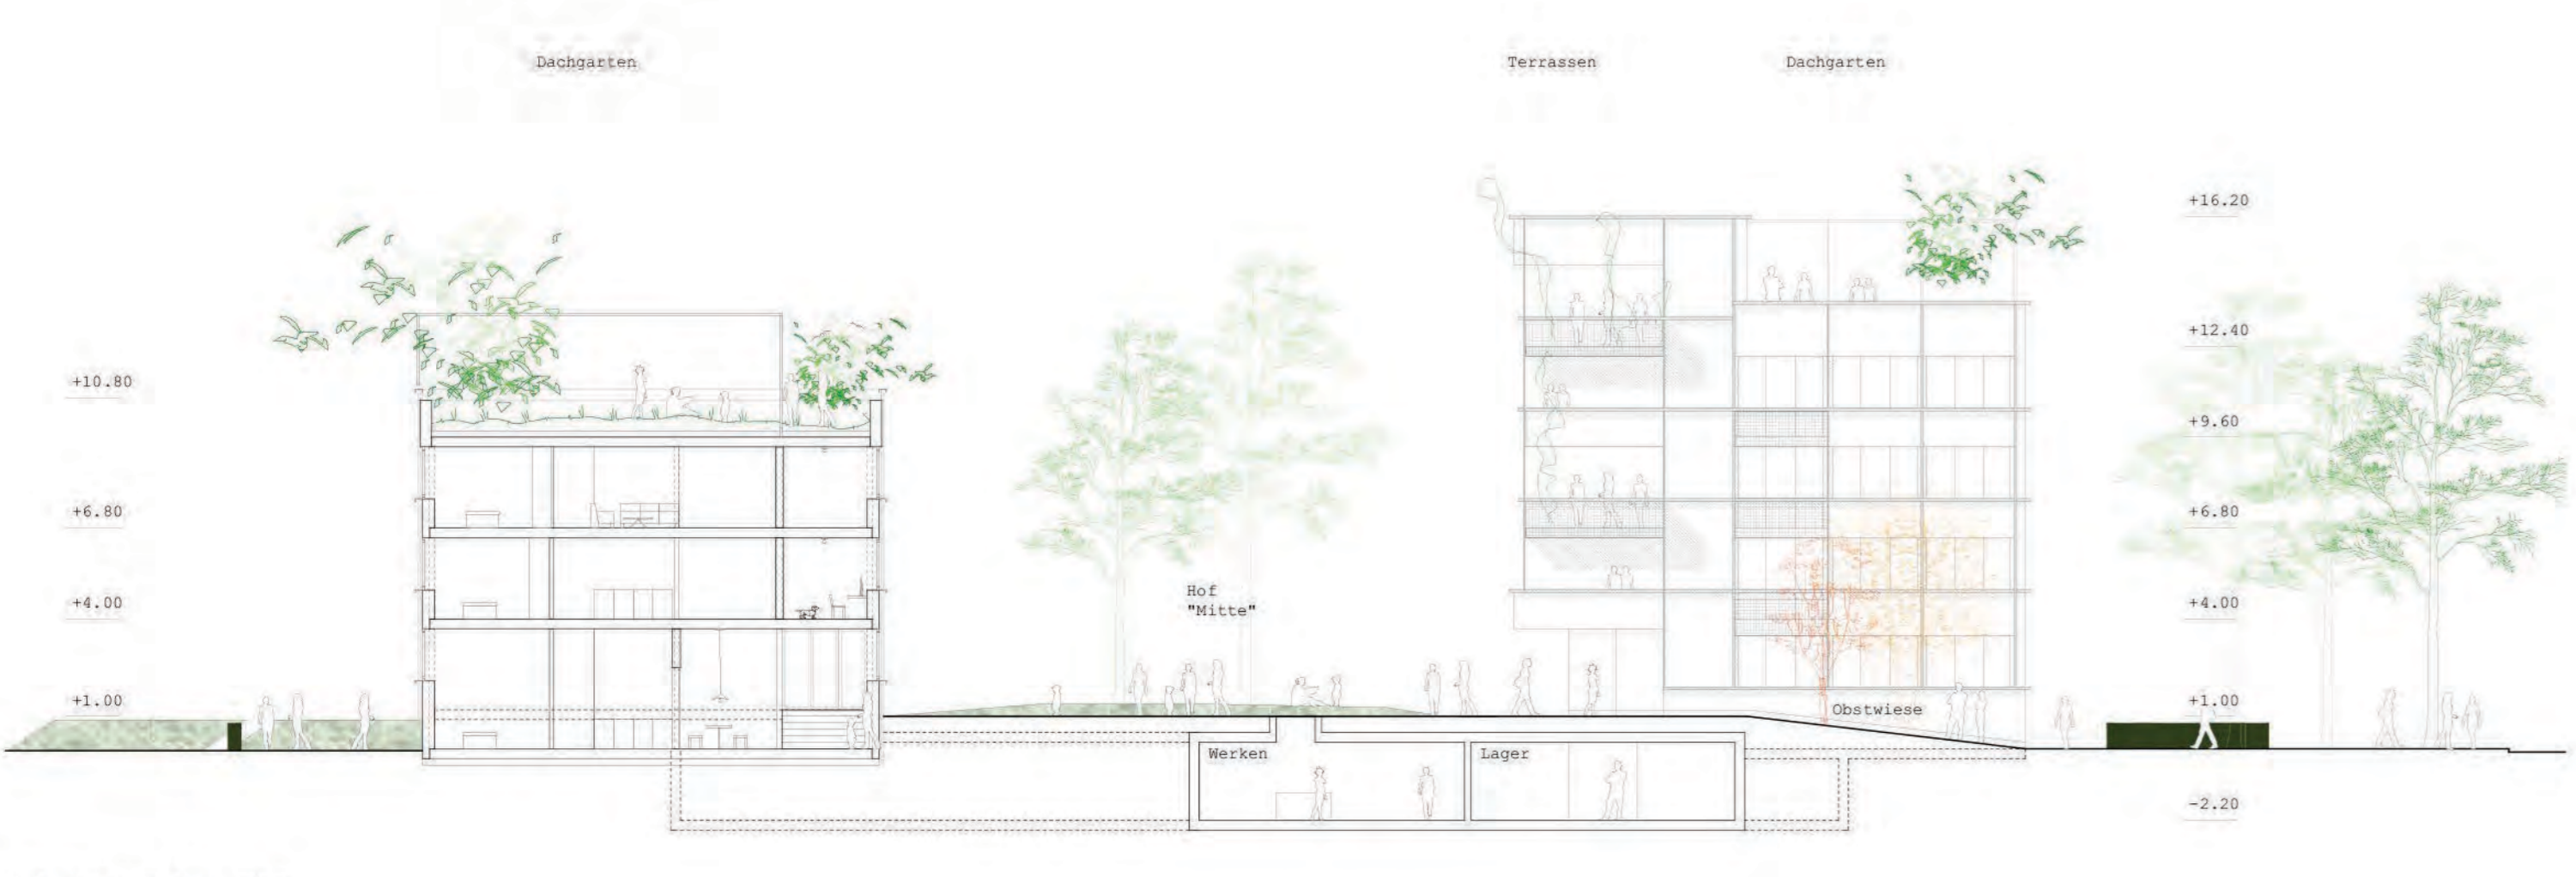 Dachgarten
Terrassen
Dachgarten
+16.20
+12.40
+10.80
+9.60
+6.80
+6.80
Hof
"Mitte"
+4.00
+4.00
+1.00
+1.00
Obstwiese
Werken
Lager
-2.20